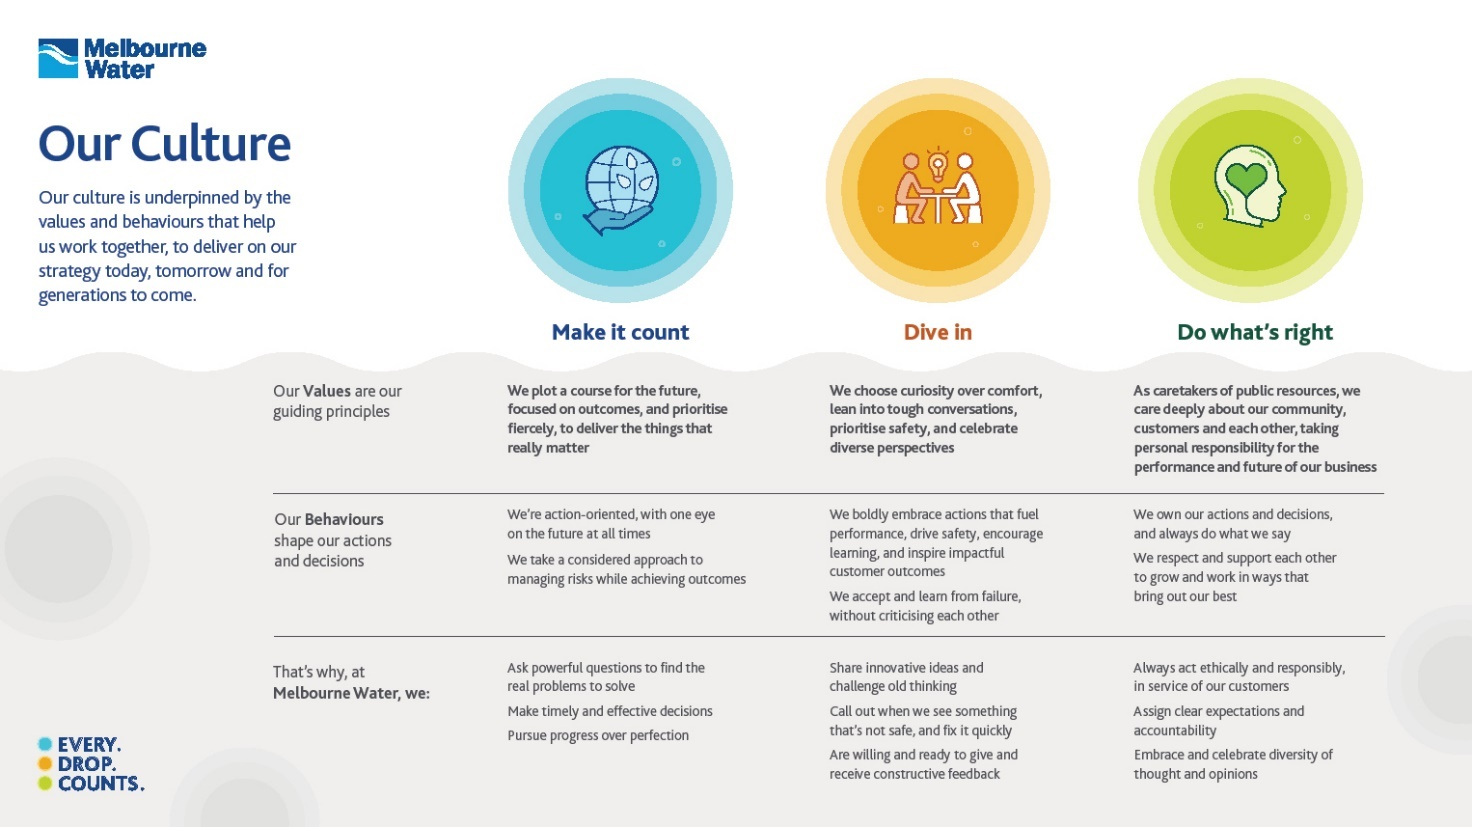 Melbourne
Water
Our Culture
Our culture is underpinned by the
values and behaviours that help
us work together, to deliver on our
strategy today, tomorrow and for
generations to come.
Make it count
Dive in
Do what's right
Our Values are our
guiding principles
We plot a course for the future,
focused on outcomes, and prioritise
fiercely, to deliver the things that
really matter
We choose curiosity over comfort,
lean into tough conversations,
prioritise safety, and celebrate
diverse perspectives
As caretakers of public resources, we
care deeply about our community,
customers and each other, taking
personal responsibility for the
performance and future of our business
Our Behaviours
shape our actions
and decisions
We're action-oriented, with one eye
on the future at all times
We take a considered approach to
managing risks while achieving outcomes
We boldly embrace actions that fuel
performance, drive safety, encourage
learning, and inspire impactful
customer outcomes
We accept and learn from failure,
without criticising each other
We own our actions and decisions,
and always do what we say
We respect and support each other
to grow and work in ways that
bring out our best
That's why, at
Melbourne Water, we:
Ask powerful questions to find the
real problems to solve
Make timely and effective decisions
Pursue progress over perfection
Share innovative ideas and
challenge old thinking
Call out when we see something
that's not safe, and fix it quickly
Are willing and ready to give and
receive constructive feedback
Always act ethically and responsibly,
in service of our customers
Assign clear expectations and
accountability
Embrace and celebrate diversity of
thought and opinions
EVERY.
DROP.
COUNTS.